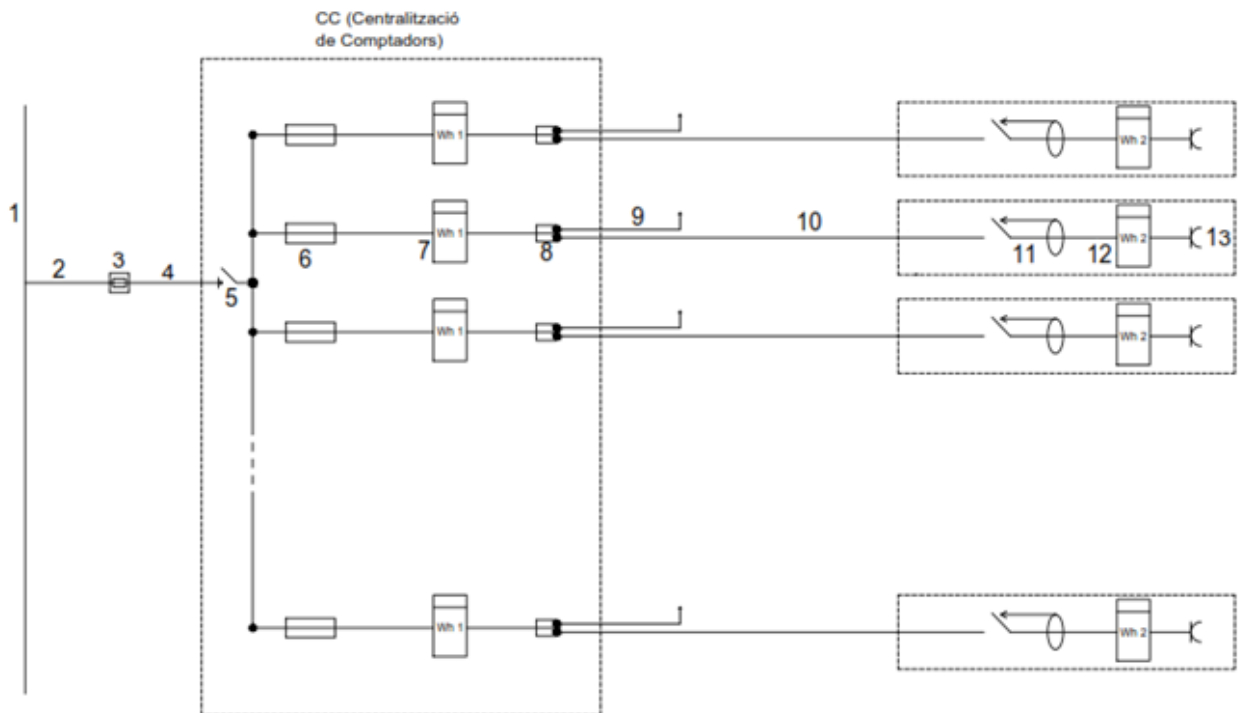 CC (Centralització
de Comptadors)
Wh 1
Wh 2
1
9
10
Wh 1
Wh 2
13
6
7
8
11
12
2
3
4
5
Wh 1
Wh 2
Wh 1
Wh 2